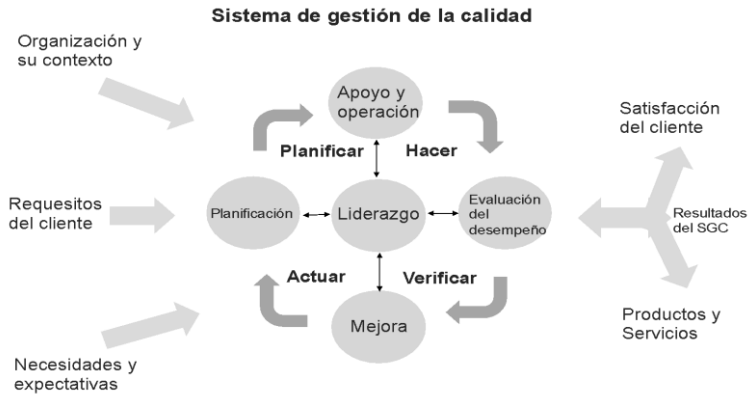 Sistema de gestión de la calidad
Organización y
su contexto
Apoyo y
operación
Satisfacción
del cliente
Planificar
Hacer
Requesitos
del cliente
Planificación
Liderazgo
Evaluación
del
desempeño
Resultados
del SGC
Actuar
Verificar
Mejora
Productos y
Servicios
Necesidades y
expectativas